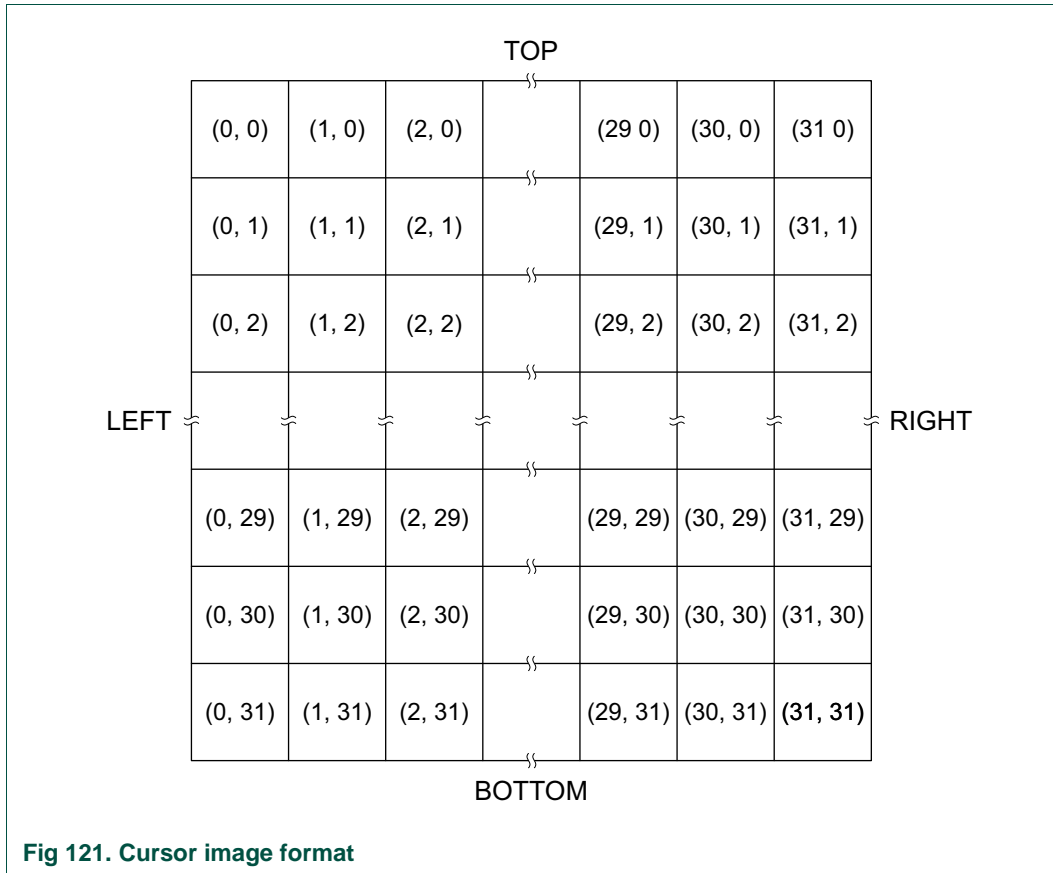 TOP
(0, 0) (1, 0) (2, 0) (29 0) (30, 0) (31 0)
(0, 1) (1, 1) (2, 1) (29, 1) (30, 1) (31, 1)
(0, 2) (1, 2) (2, 2) (29, 2) (30, 2) (31, 2)
LEFT RIGHT
(0, 29) (1, 29) (2, 29) (29, 29) (30, 29) (31, 29)
(0, 30) (1, 30) (2, 30) (29, 30) (30, 30) (31, 30)
(0, 31) (1, 31) (2, 31) (29, 31) (30, 31) (31, 31)
BOTTOM
Fig 121. Cursor image format